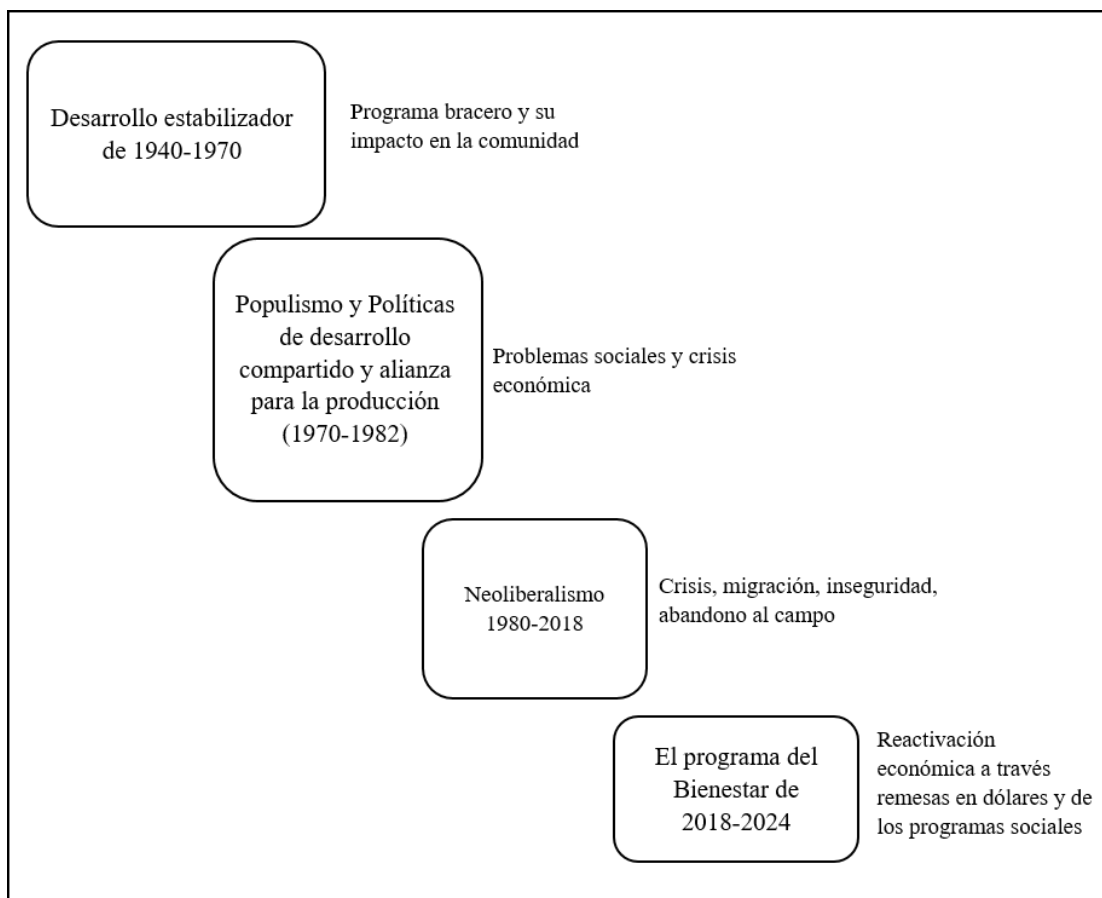 Desarrollo estabilizador
de 1940-1970
Programa bracero y su
impacto en la comunidad
Populismo y Políticas
de desarrollo
compartido y alianza
para la producción
(1970-1982)
Problemas sociales y crisis
económica
Neoliberalismo
1980-2018
Crisis, migración, inseguridad,
abandono al campo
El programa del
Bienestar de
2018-2024
Reactivación
económica a través
remesas en dólares y de
los programas sociales